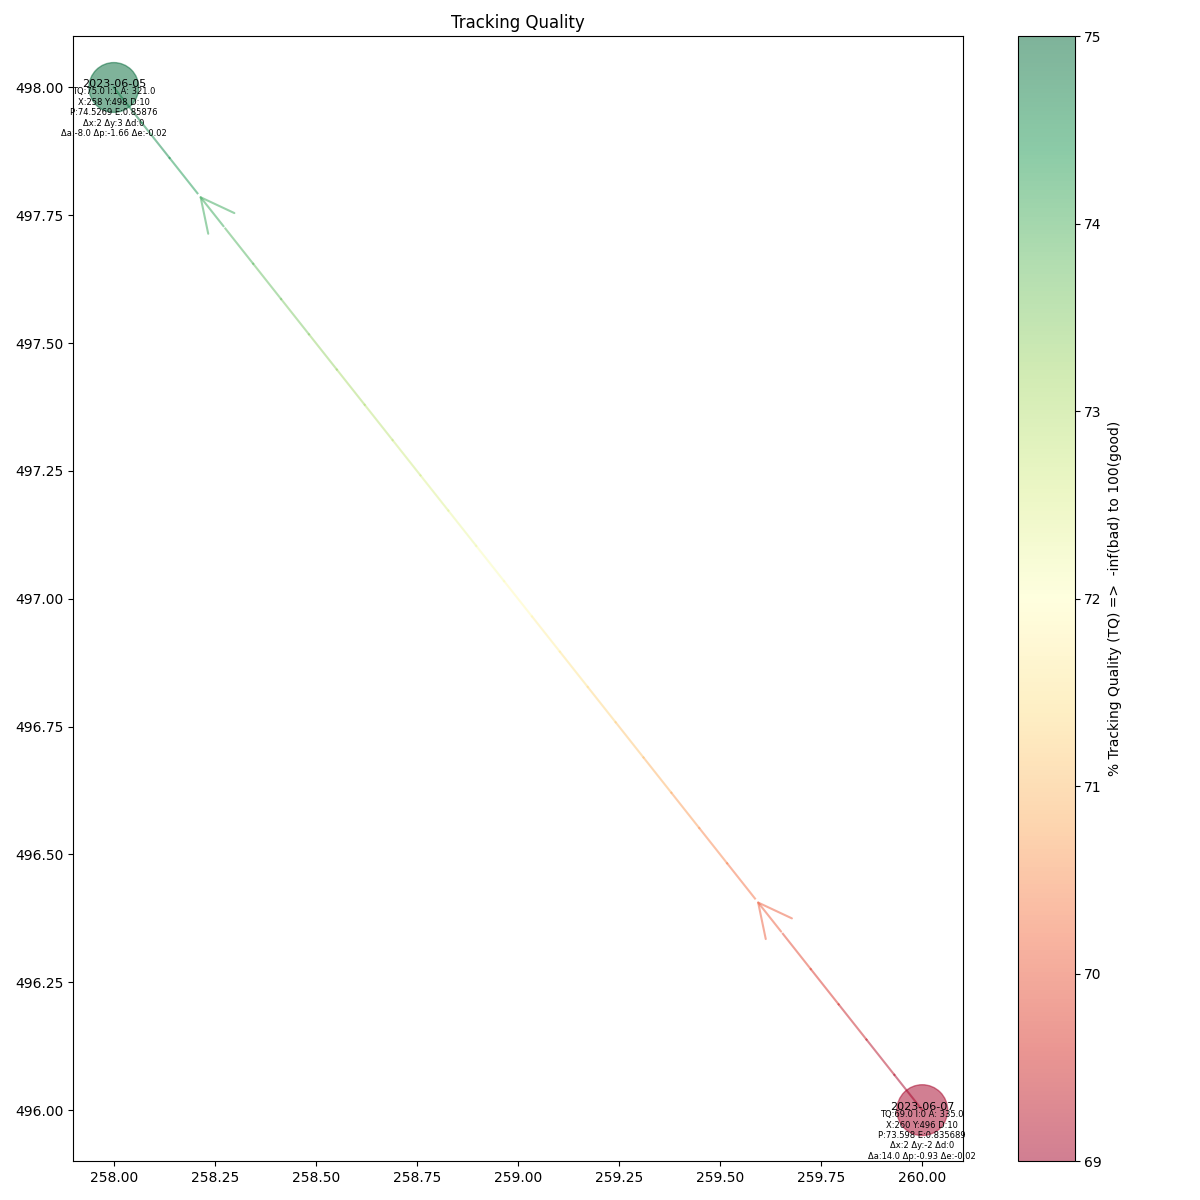 Tracking Quality
2023-06-05
TQ:75.0 I:1 A: 321.0
X:258 Y:498 D:10
P:74.5269 E:0.85876
Δx:2 Δy:3 Δd:0
Δa:-8.0 Δp:-1.66 Δe:-0.02
2023-06-07
TQ:69.0 I:0 A: 335.0
X:260 Y:496 D:10
P:73.598 E:0.835689
Δx:2 Δy:-2 Δd:0
Δa:14.0 Δp:-0.93 Δe:-0.02
498.00
497.75
497.50
497.25
497.00
496.75
496.50
496.25
496.00
258.00 258.25 258.50 258.75 259.00 259.25 259.50 259.75 260.00
75
74
73
72
71
70
69
% Tracking Quality (TQ) => -inf(bad) to 100(good)